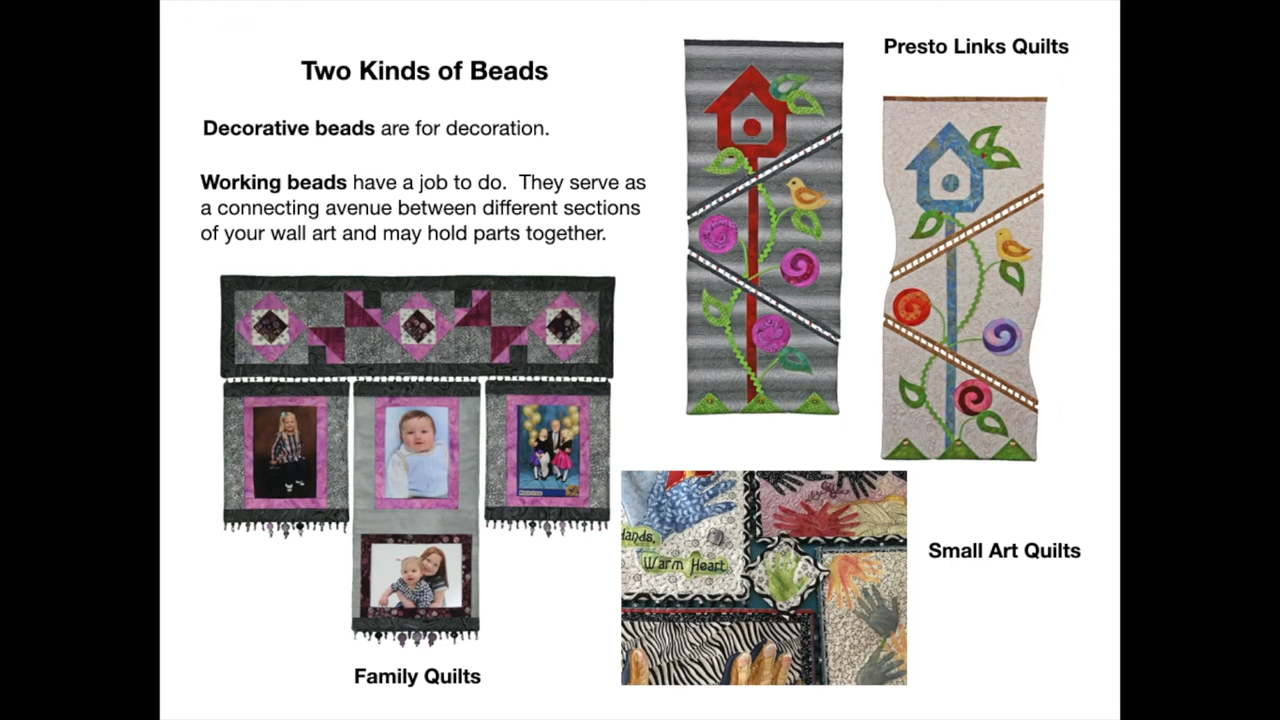 Two Kinds of Beads
Decorative beads are for decoration.
Working beads have a job to do. They serve as
a connecting avenue between different sections
of your wall art and may hold parts together.
Presto Links Quilts
Hands,
Warm Heart
Small Art Quilts
Family Quilts